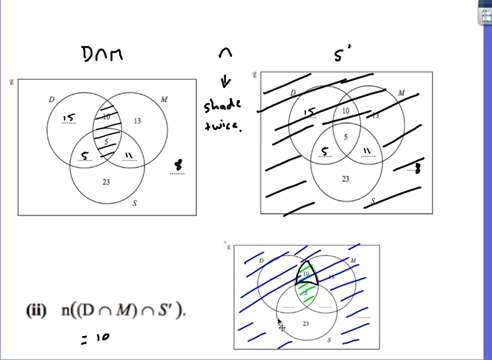 D∩M ∩ S'
shade
twice.
ℰ D M
15 10 13
5
5 11
23 8
S
ℰ D M
15 10 13
5
5 11
23 8
S
ℰ D M
10 13
5
23
S
(ii) n((D ∩ M) ∩ S′).
= 10